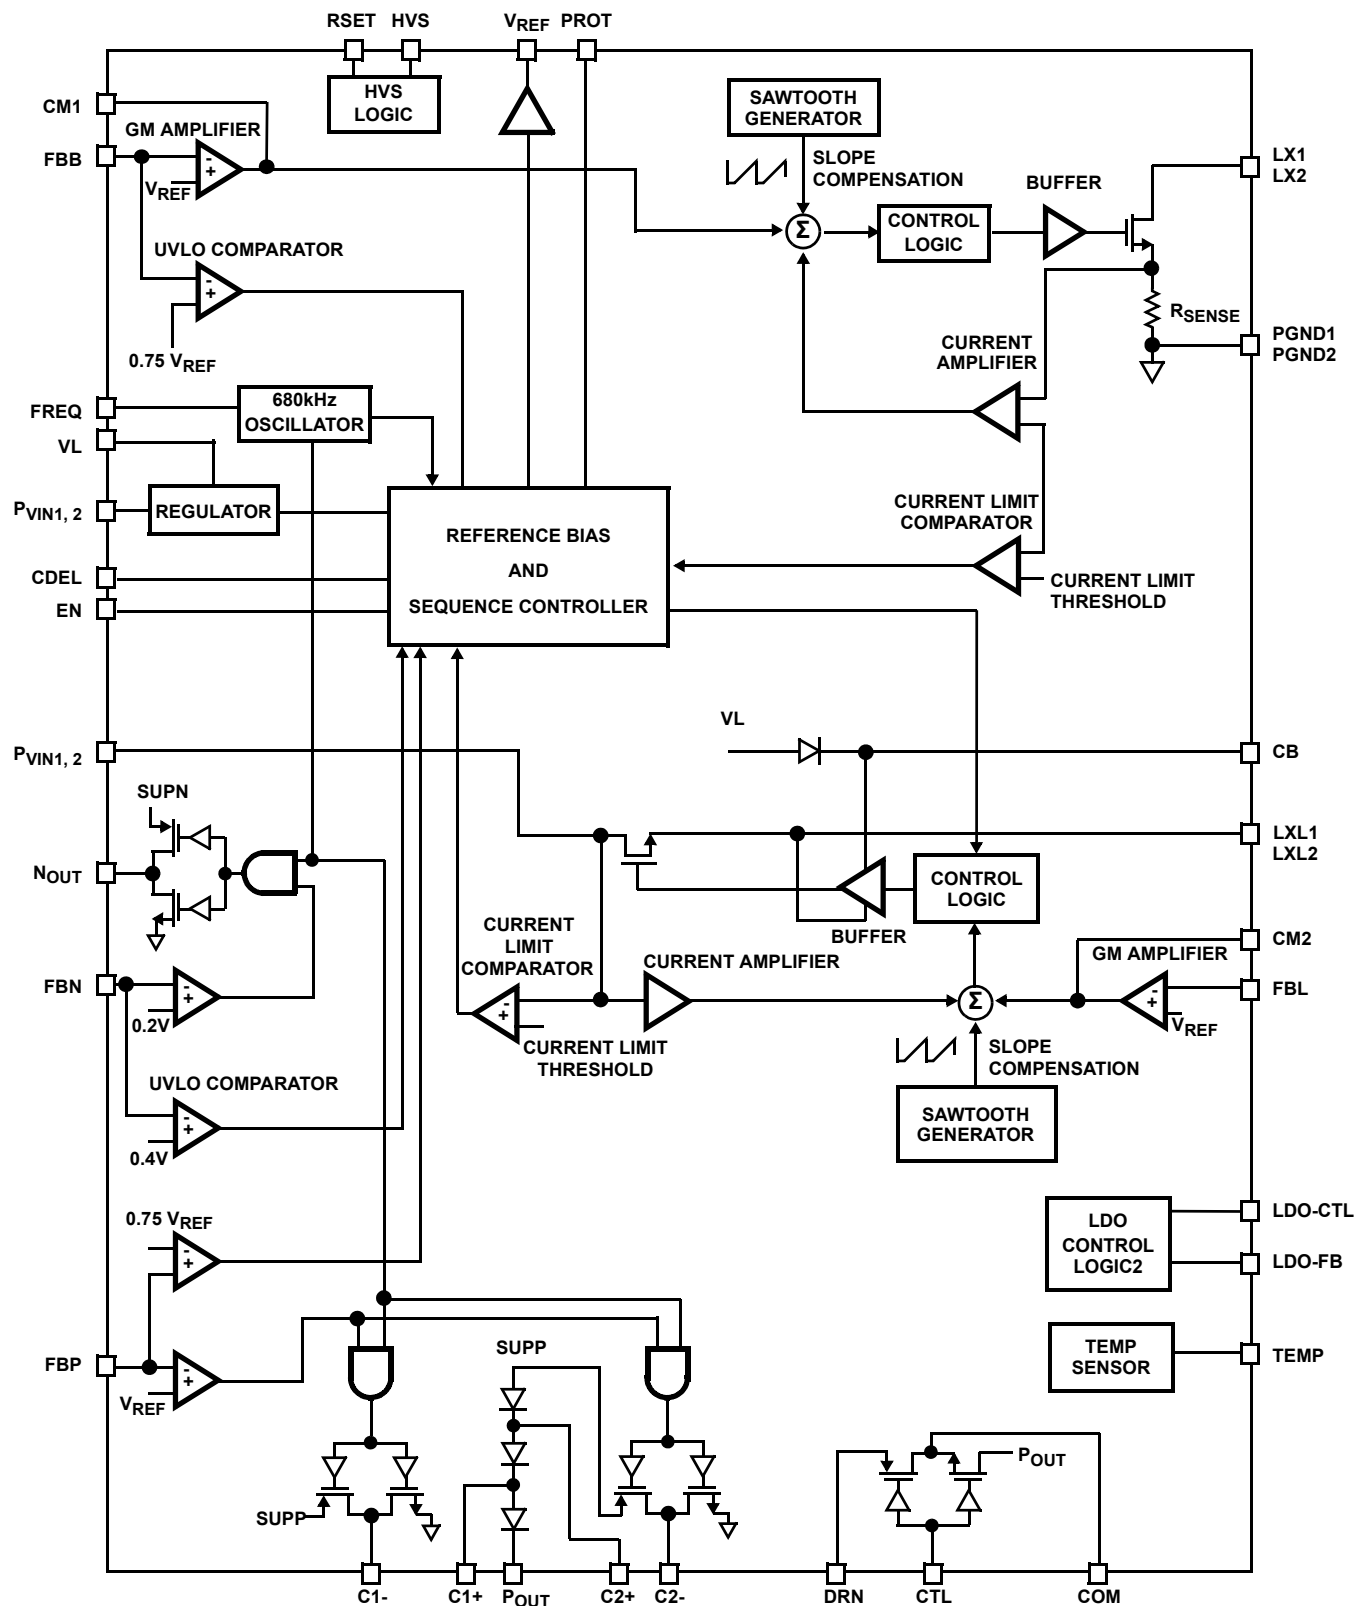 RSET HVS VREF PROT
HVS
LOGIC
SAWTOOTH
GENERATOR
CM1
GM AMPLIFIER
FBB
-
+
VREF
SLOPE
COMPENSATION
BUFFER
LX1
LX2
Σ
CONTROL
LOGIC
UVLO COMPARATOR
-
+
0.75 VREF
RSENSE
PGND1
PGND2
CURRENT
AMPLIFIER
FREQ
680kHz
OSCILLATOR
VL
PVIN1, 2
REGULATOR
CURRENT LIMIT
COMPARATOR
REFERENCE BIAS
AND
SEQUENCE CONTROLLER
CURRENT LIMIT
THRESHOLD
CDEL
EN
VL
PVIN1, 2
CB
SUPN
LXL1
LXL2
NOUT
CONTROL
LOGIC
BUFFER
CURRENT
LIMIT
COMPARATOR
CURRENT AMPLIFIER
CM2
GM AMPLIFIER
FBN
-
+
0.2V
-
+
Σ
-
+
FBL
VREF
CURRENT LIMIT
THRESHOLD
SLOPE
COMPENSATION
UVLO COMPARATOR
-
+
0.4V
SAWTOOTH
GENERATOR
0.75 VREF
-
+
LDO
CONTROL
LOGIC2
LDO-CTL
LDO-FB
FBP
-
+
VREF
SUPP
TEMP
SENSOR
TEMP
POUT
SUPP
C1- C1+ POUT C2+ C2- DRN CTL COM